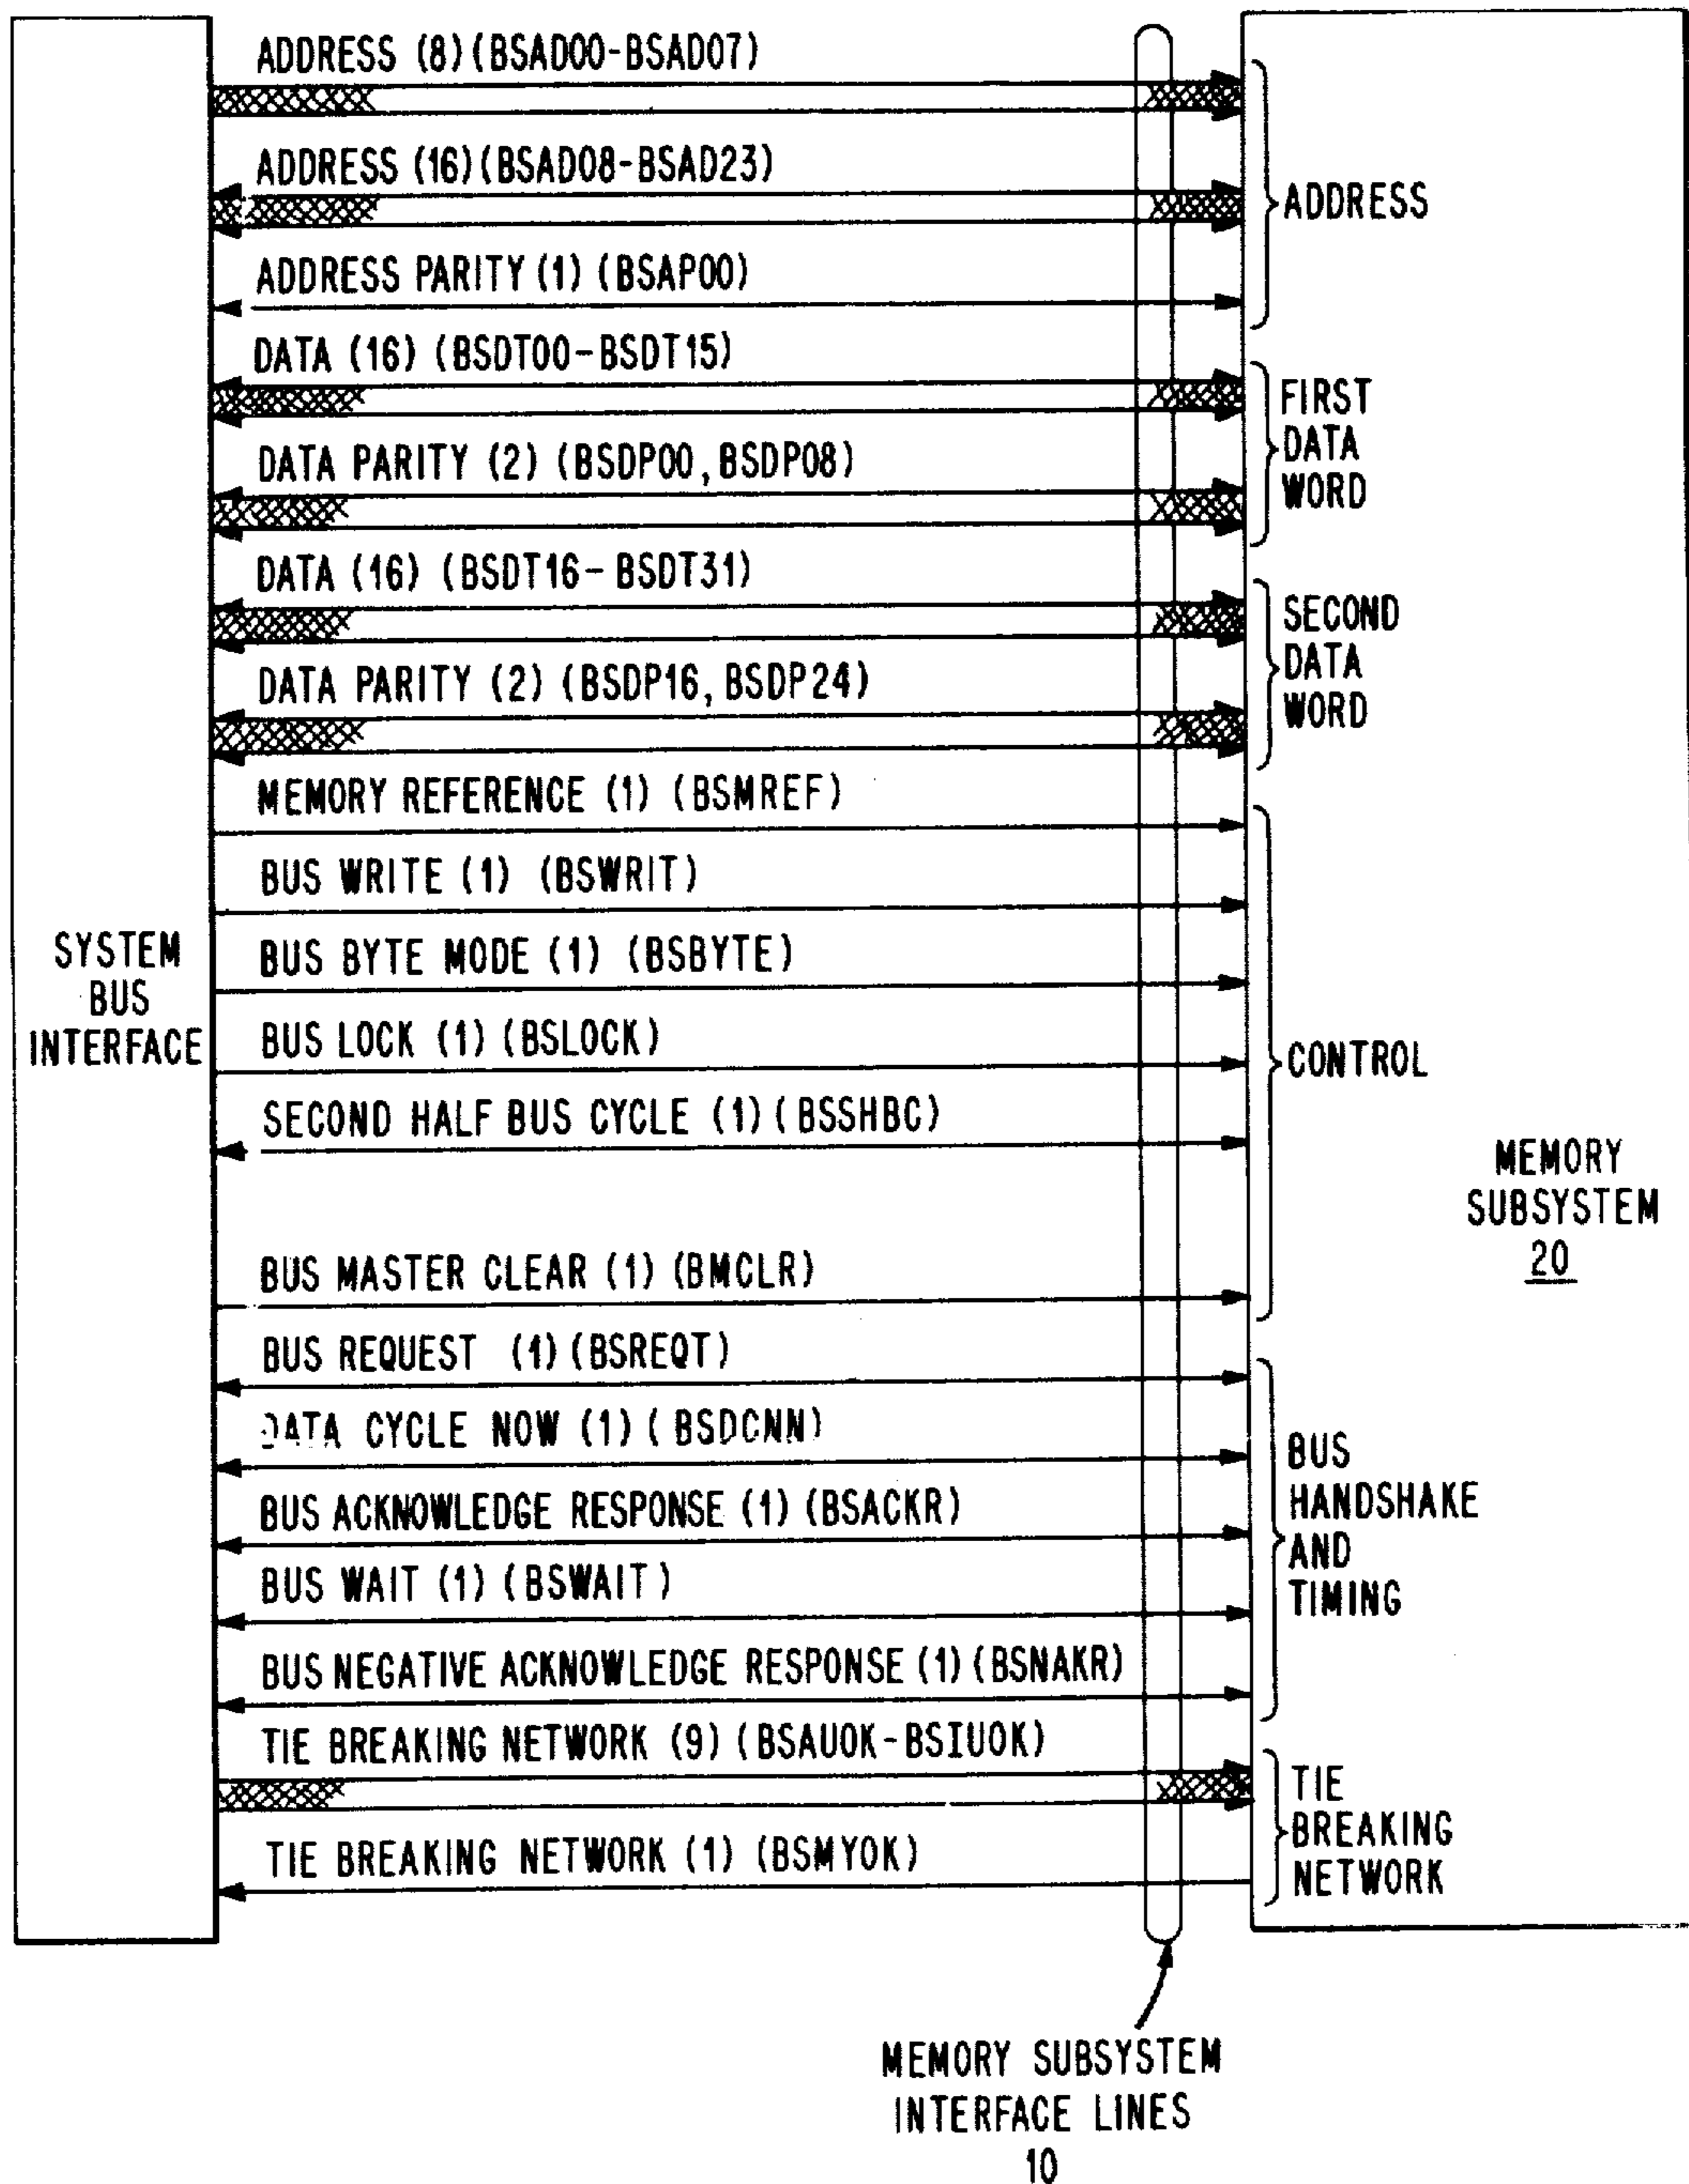 ADDRESS (8) (BSAD00-BSAD07)
ADDRESS (16) (BSAD08-BSAD23)
ADDRESS PARITY (1) (BSAP00)
ADDRESS
DATA (16) (BSDT00-BSDT15)
DATA PARITY (2) (BSDP00, BSDP08)
FIRST
DATA
WORD
DATA (16) (BSDT16-BSDT31)
DATA PARITY (2) (BSDP16, BSDP24)
SECOND
DATA
WORD
MEMORY REFERENCE (1) (BSMREF)
BUS WRITE (1) (BSWRIT)
BUS BYTE MODE (1) (BSBYTE)
BUS LOCK (1) (BSLOCK)
SECOND HALF BUS CYCLE (1) (BSSHBC)
BUS MASTER CLEAR (1) (BMCLR)
CONTROL
SYSTEM
BUS
INTERFACE
MEMORY
SUBSYSTEM
20
BUS REQUEST (1) (BSREQT)
DATA CYCLE NOW (1) (BSDCNN)
BUS ACKNOWLEDGE RESPONSE (1) (BSACKR)
BUS WAIT (1) (BSWAIT)
BUS NEGATIVE ACKNOWLEDGE RESPONSE (1) (BSNAKR)
BUS
HANDSHAKE
AND
TIMING
TIE BREAKING NETWORK (9) (BSAUOK-BSIUOK)
TIE BREAKING NETWORK (1) (BSMYOK)
TIE
BREAKING
NETWORK
MEMORY SUBSYSTEM
INTERFACE LINES
10